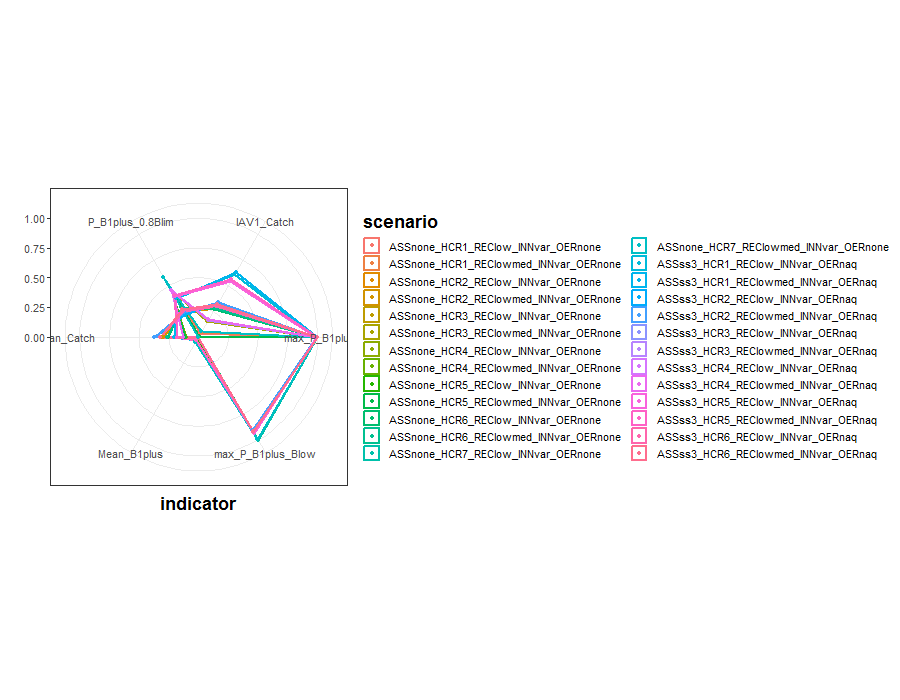 scenario
1.00
0.75
0.50
0.25
0.00
P_B1plus_0.8Blim
IAV1_Catch
an_Catch
max_P_B1plu
Mean_B1plus
max_P_B1plus_Blow
indicator
ASSnone_HCR1_REClow_INNvar_OERnone
ASSnone_HCR1_REClowmed_INNvar_OERnone
ASSnone_HCR2_REClow_INNvar_OERnone
ASSnone_HCR2_REClowmed_INNvar_OERnone
ASSnone_HCR3_REClow_INNvar_OERnone
ASSnone_HCR3_REClowmed_INNvar_OERnone
ASSnone_HCR4_REClow_INNvar_OERnone
ASSnone_HCR4_REClowmed_INNvar_OERnone
ASSnone_HCR5_REClow_INNvar_OERnone
ASSnone_HCR5_REClowmed_INNvar_OERnone
ASSnone_HCR6_REClow_INNvar_OERnone
ASSnone_HCR6_REClowmed_INNvar_OERnone
ASSnone_HCR7_REClow_INNvar_OERnone
ASSnone_HCR7_REClowmed_INNvar_OERnone
ASSss3_HCR1_REClow_INNvar_OERnaq
ASSss3_HCR1_REClowmed_INNvar_OERnaq
ASSss3_HCR2_REClow_INNvar_OERnaq
ASSss3_HCR2_REClowmed_INNvar_OERnaq
ASSss3_HCR3_REClow_INNvar_OERnaq
ASSss3_HCR3_REClowmed_INNvar_OERnaq
ASSss3_HCR4_REClow_INNvar_OERnaq
ASSss3_HCR4_REClowmed_INNvar_OERnaq
ASSss3_HCR5_REClow_INNvar_OERnaq
ASSss3_HCR5_REClowmed_INNvar_OERnaq
ASSss3_HCR6_REClow_INNvar_OERnaq
ASSss3_HCR6_REClowmed_INNvar_OERnaq